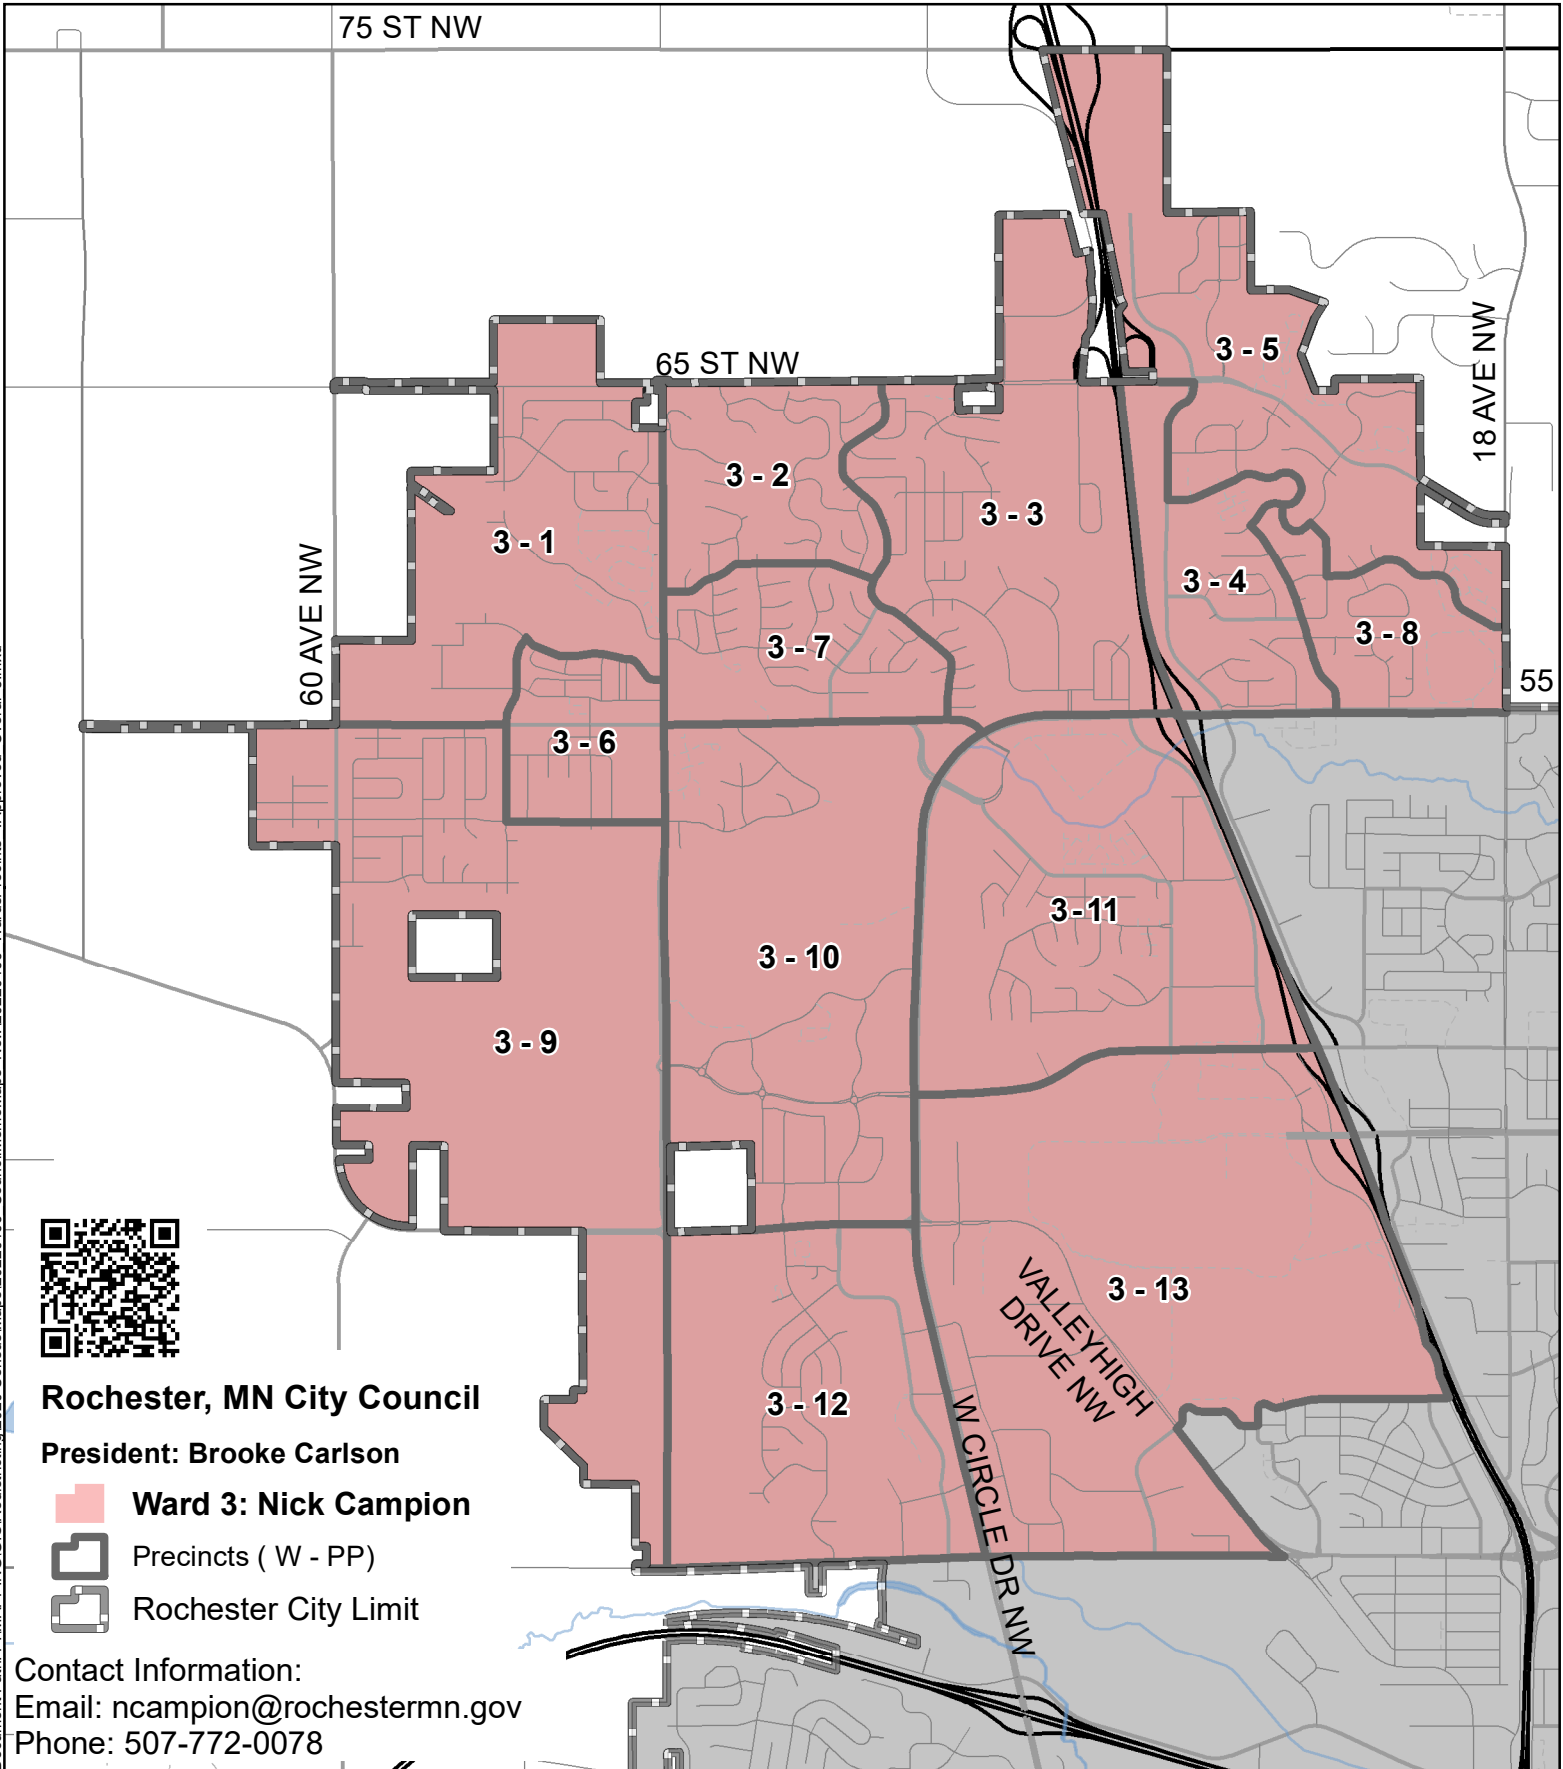 75 ST NW
65 ST NW
3 - 5
18 AVE NW
3 - 2
3 - 3
3 - 1
60 AVE NW
3 - 4
3 - 8
3 - 7
55
3 - 6
3 - 11
3 - 10
3 - 9
VALLEYHIGH
DRIVE NW
3 - 13
3 - 12
W CIRCLE DR NW
Rochester, MN City Council
President: Brooke Carlson
Ward 3: Nick Campion
Precincts ( W - PP)
Rochester City Limit
Contact Information:
Email: ncampion@rochestermn.gov
Phone: 507-772-0078